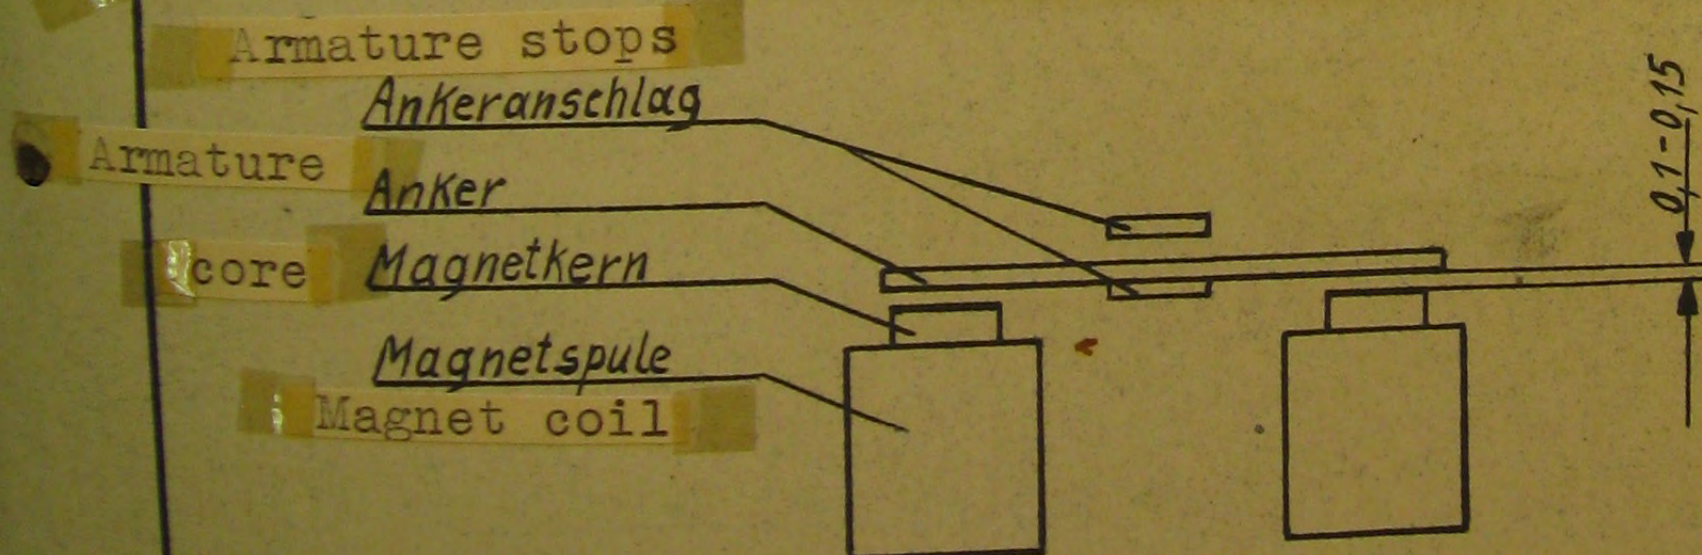 Armature stops
Ankeranschlag
Armature
Anker
core
Magnetkern
Magnetspule
Magnet coil
0,1-0,15